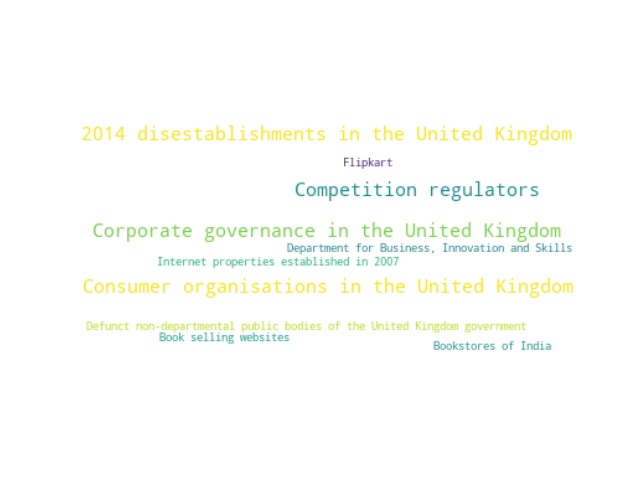 2014 disestablishments in the United Kingdom
Flipkart
Competition regulators
Corporate governance in the United Kingdom
Department for Business, Innovation and Skills
Internet properties established in 2007
Consumer organisations in the United Kingdom
Defunct non-departmental public bodies of the United Kingdom government
Book selling websites
Bookstores of India